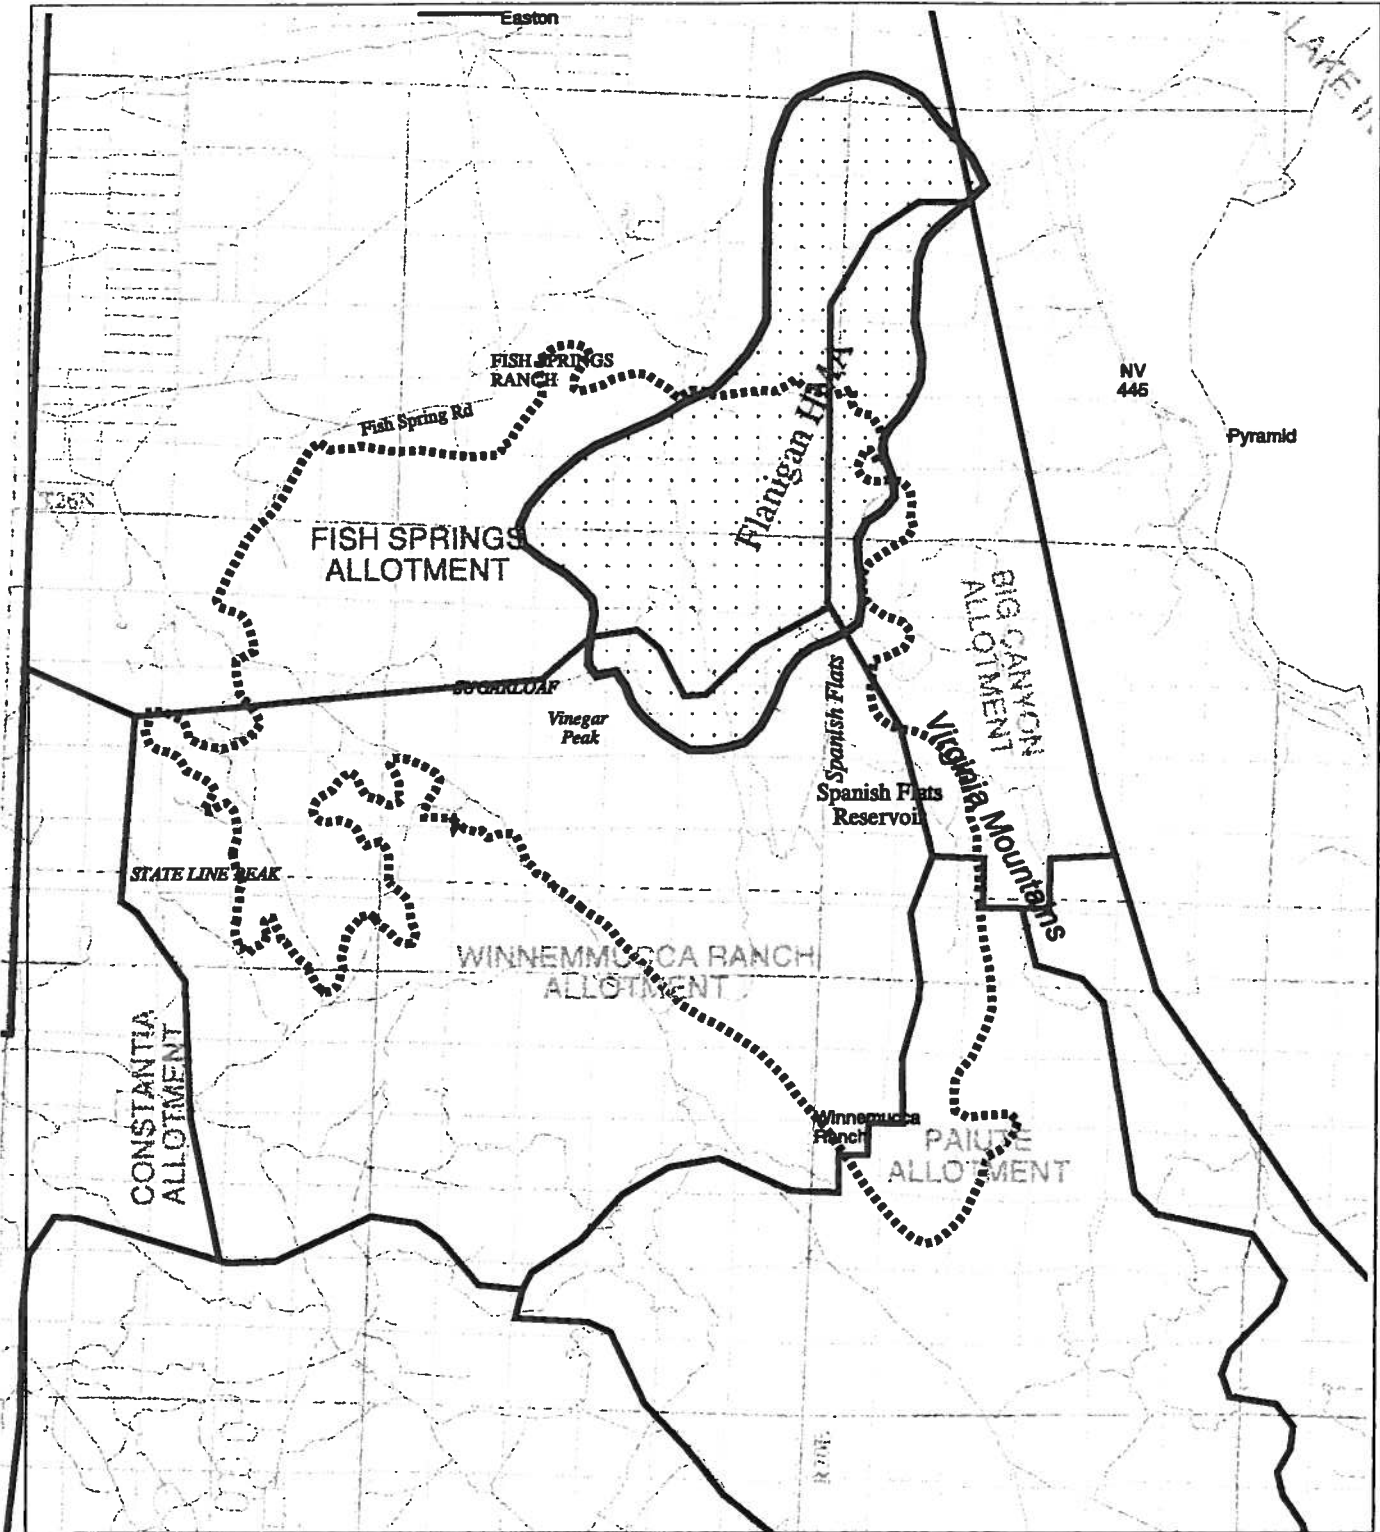 Easton
LAKE
FISH SPRINGS
RANCH
NV
445
Fish Spring Rd
Pyramid
Flanigan HMA
T26N
FISH SPRINGS
ALLOTMENT
BIG CANYON
ALLOTMENT
SUGARLOAF
Vinegar
Peak
Spanish Flats
Virginia Mountains
Spanish Flats
Reservoir
STATE LINE PEAK
WINNEMMUCCA RANCH
ALLOTMENT
CONSTANTIA
ALLOTMENT
Winnemucca
Ranch
PAIUTE
ALLOTMENT